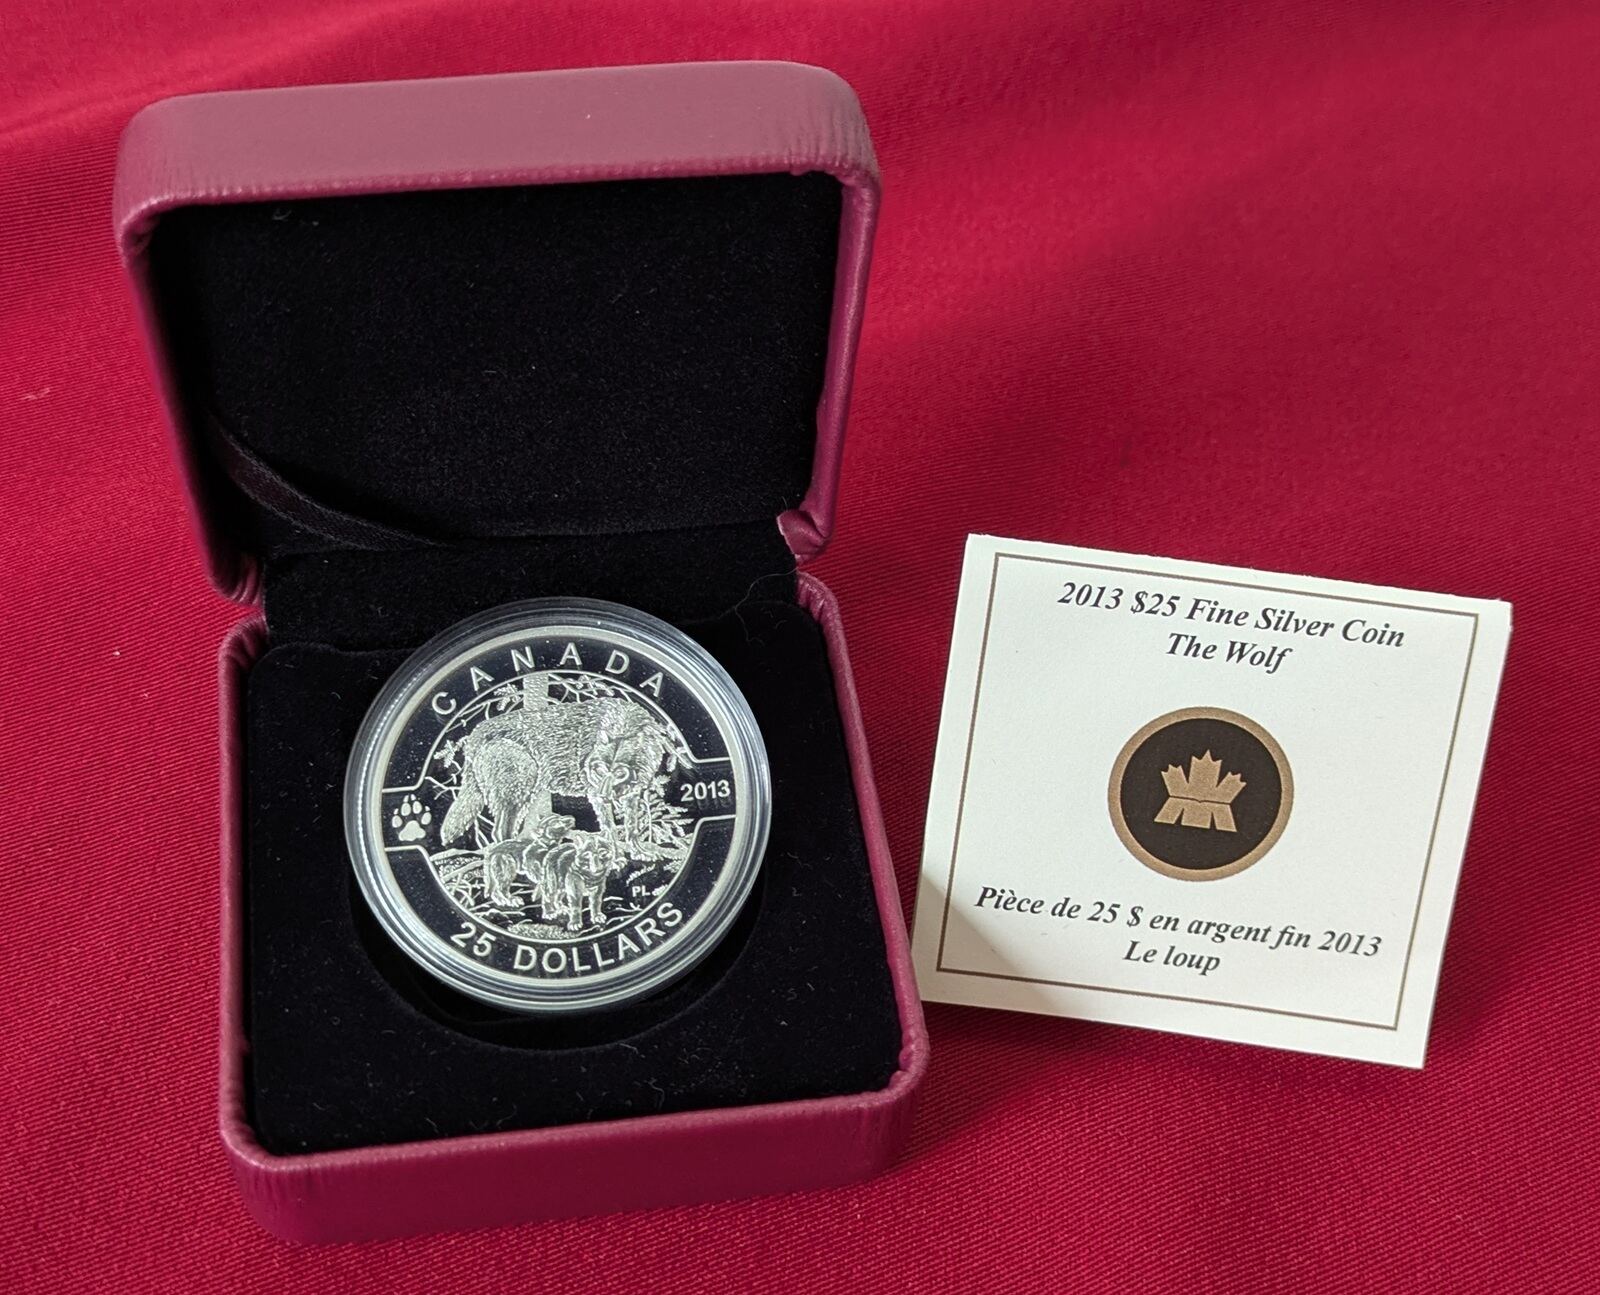 CANADA
2013
PL
25 DOLLARS
2013 $25 Fine Silver Coin
The Wolf
Pièce de 25 $ en argent fin 2013
Le loup